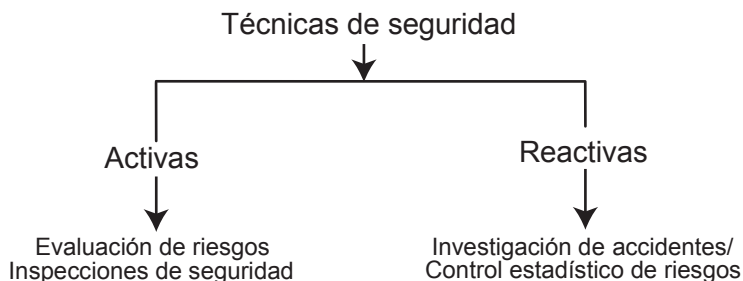 Técnicas de seguridad
Activas
Reactivas
Evaluación de riesgos
Inspecciones de seguridad
Investigación de accidentes/
Control estadístico de riesgos